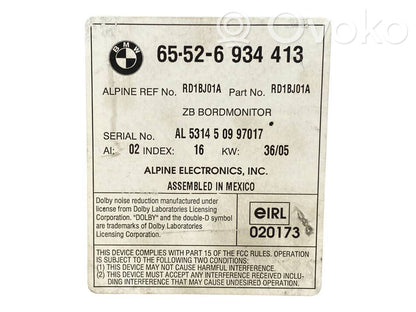 BMW
65-52-6 934 413
ALPINE REF No. RD1BJ01A Part No. RD1BJ01A
ZB BORDMONITOR
SERIAL No. AL 5314 5 09 97017
AI: 02 INDEX: 16 KW: 36/05
ALPINE ELECTRONICS, INC.
ASSEMBLED IN MEXICO
Dolby noise reduction manufactured under
license from Dolby Laboratories Licensing
Corporation. "DOLBY" and the double-D symbol
are trademarks of Dolby Laboratories
Licensing Corporation.
eIRL
020173
THIS DEVICE COMPLIES WITH PART 15 OF THE FCC RULES. OPERATION
IS SUBJECT TO THE FOLLOWING TWO CONDITIONS:
(1) THIS DEVICE MAY NOT CAUSE HARMFUL INTERFERENCE, AND
(2) THIS DEVICE MUST ACCEPT ANY INTERFERENCE RECEIVED INCLU-
DING INTERFERENCE THAT MAY CAUSE UNDESIRED OPERATION.
Ovoko